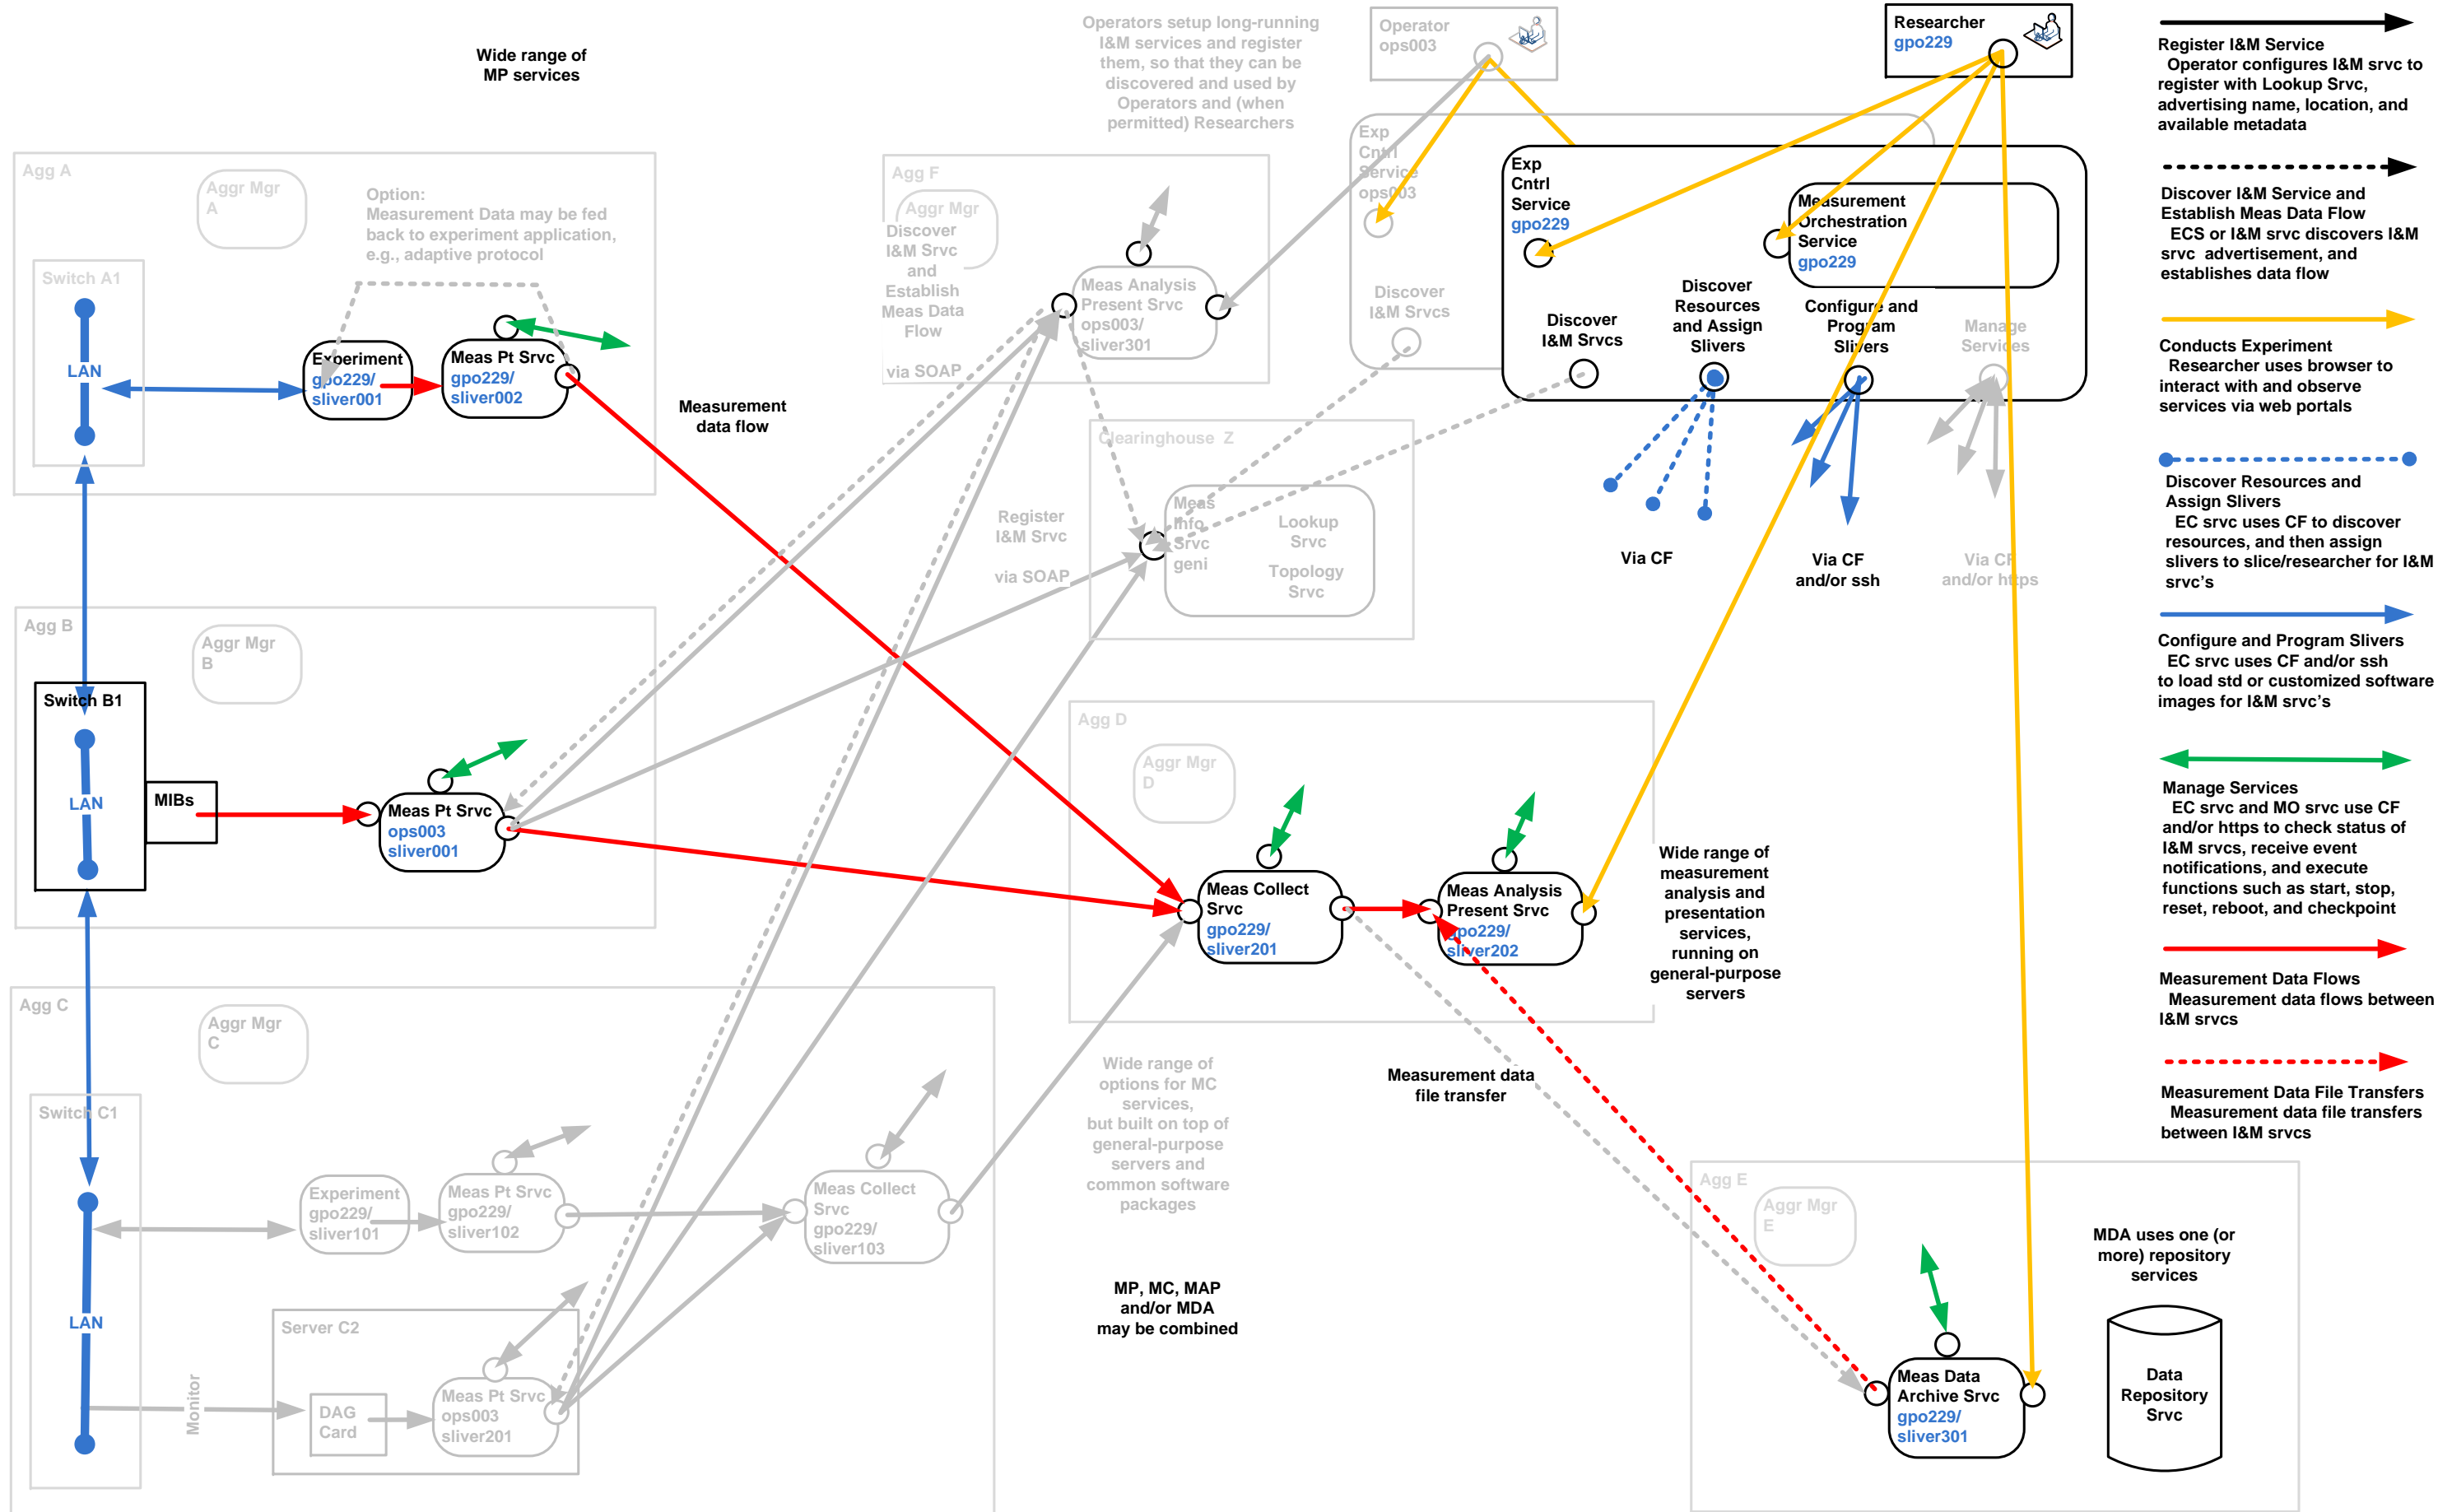 Wide range of
MP services
Operators setup long-running
I&M services and register
them, so that they can be
discovered and used by
Operators and (when
permitted) Researchers
Operator
ops003
Researcher
gpo229
Register I&M Service
Operator configures I&M srvc to
register with Lookup Srvc,
advertising name, location, and
available metadata
Discover I&M Service and
Establish Meas Data Flow
ECS or I&M srvc discovers I&M
srvc advertisement, and
establishes data flow
Conducts Experiment
Researcher uses browser to
interact with and observe
services via web portals
Discover Resources and
Assign Slivers
EC srvc uses CF to discover
resources, and then assign
slivers to slice/researcher for I&M
srvc's
Configure and Program Slivers
EC srvc uses CF and/or ssh
to load std or customized software
images for I&M srvc's
Manage Services
EC srvc and MO srvc use CF
and/or https to check status of
I&M srvcs, receive event
notifications, and execute
functions such as start, stop,
reset, reboot, and checkpoint
Measurement Data Flows
Measurement data flows between
I&M srvcs
Measurement Data File Transfers
Measurement data file transfers
between I&M srvcs
Exp
Cntrl
Service
ops003
Discover
I&M Srvcs
Exp
Cntrl
Service
gpo229
Measurement
Orchestration
Service
gpo229
Discover
I&M Srvcs
Discover
Resources
and Assign
Slivers
Configure and
Program
Slivers
Manage
Services
Via CF
Via CF
and/or ssh
Via CF
and/or https
Agg A
Aggr Mgr
A
Option:
Measurement Data may be fed
back to experiment application,
e.g., adaptive protocol
Switch A1
LAN
Experiment
gpo229/
sliver001
Meas Pt Srvc
gpo229/
sliver002
Measurement
data flow
Agg F
Aggr Mgr
Discover
I&M Srvc
and
Establish
Meas Data
Flow
via SOAP
Meas Analysis
Present Srvc
ops003/
sliver301
Clearinghouse Z
Meas
Info
Srvc
geni
Lookup
Srvc
Topology
Srvc
Register
I&M Srvc
via SOAP
Agg B
Aggr Mgr
B
Switch B1
LAN
MIBs
Meas Pt Srvc
ops003
sliver001
Agg D
Aggr Mgr
D
Meas Collect
Srvc
gpo229/
sliver201
Meas Analysis
Present Srvc
gpo229/
sliver202
Wide range of
measurement
analysis and
presentation
services,
running on
general-purpose
servers
Agg C
Aggr Mgr
C
Switch C1
LAN
Experiment
gpo229/
sliver101
Meas Pt Srvc
gpo229/
sliver102
Meas Collect
Srvc
gpo229/
sliver103
Monitor
Server C2
DAG
Card
Meas Pt Srvc
ops003
sliver201
Wide range of
options for MC
services,
but built on top of
general-purpose
servers and
common software
packages
Measurement data
file transfer
MP, MC, MAP
and/or MDA
may be combined
Agg E
Aggr Mgr
E
MDA uses one (or
more) repository
services
Meas Data
Archive Srvc
gpo229/
sliver301
Data
Repository
Srvc